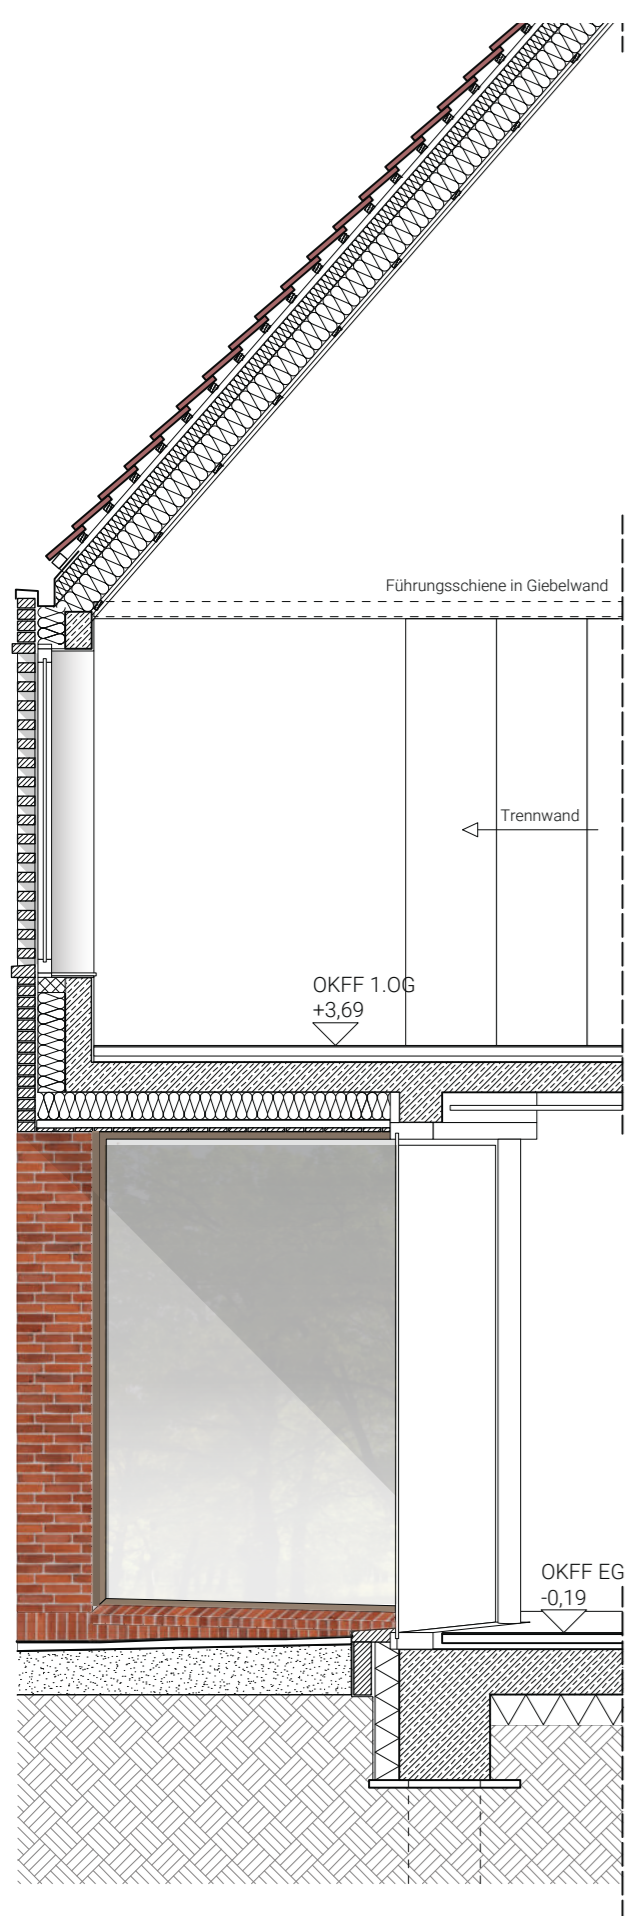 Führungsschiene in Giebelwand
Trennwand
OKFF 1.OG
+3,69
OKFF EG
-0,19